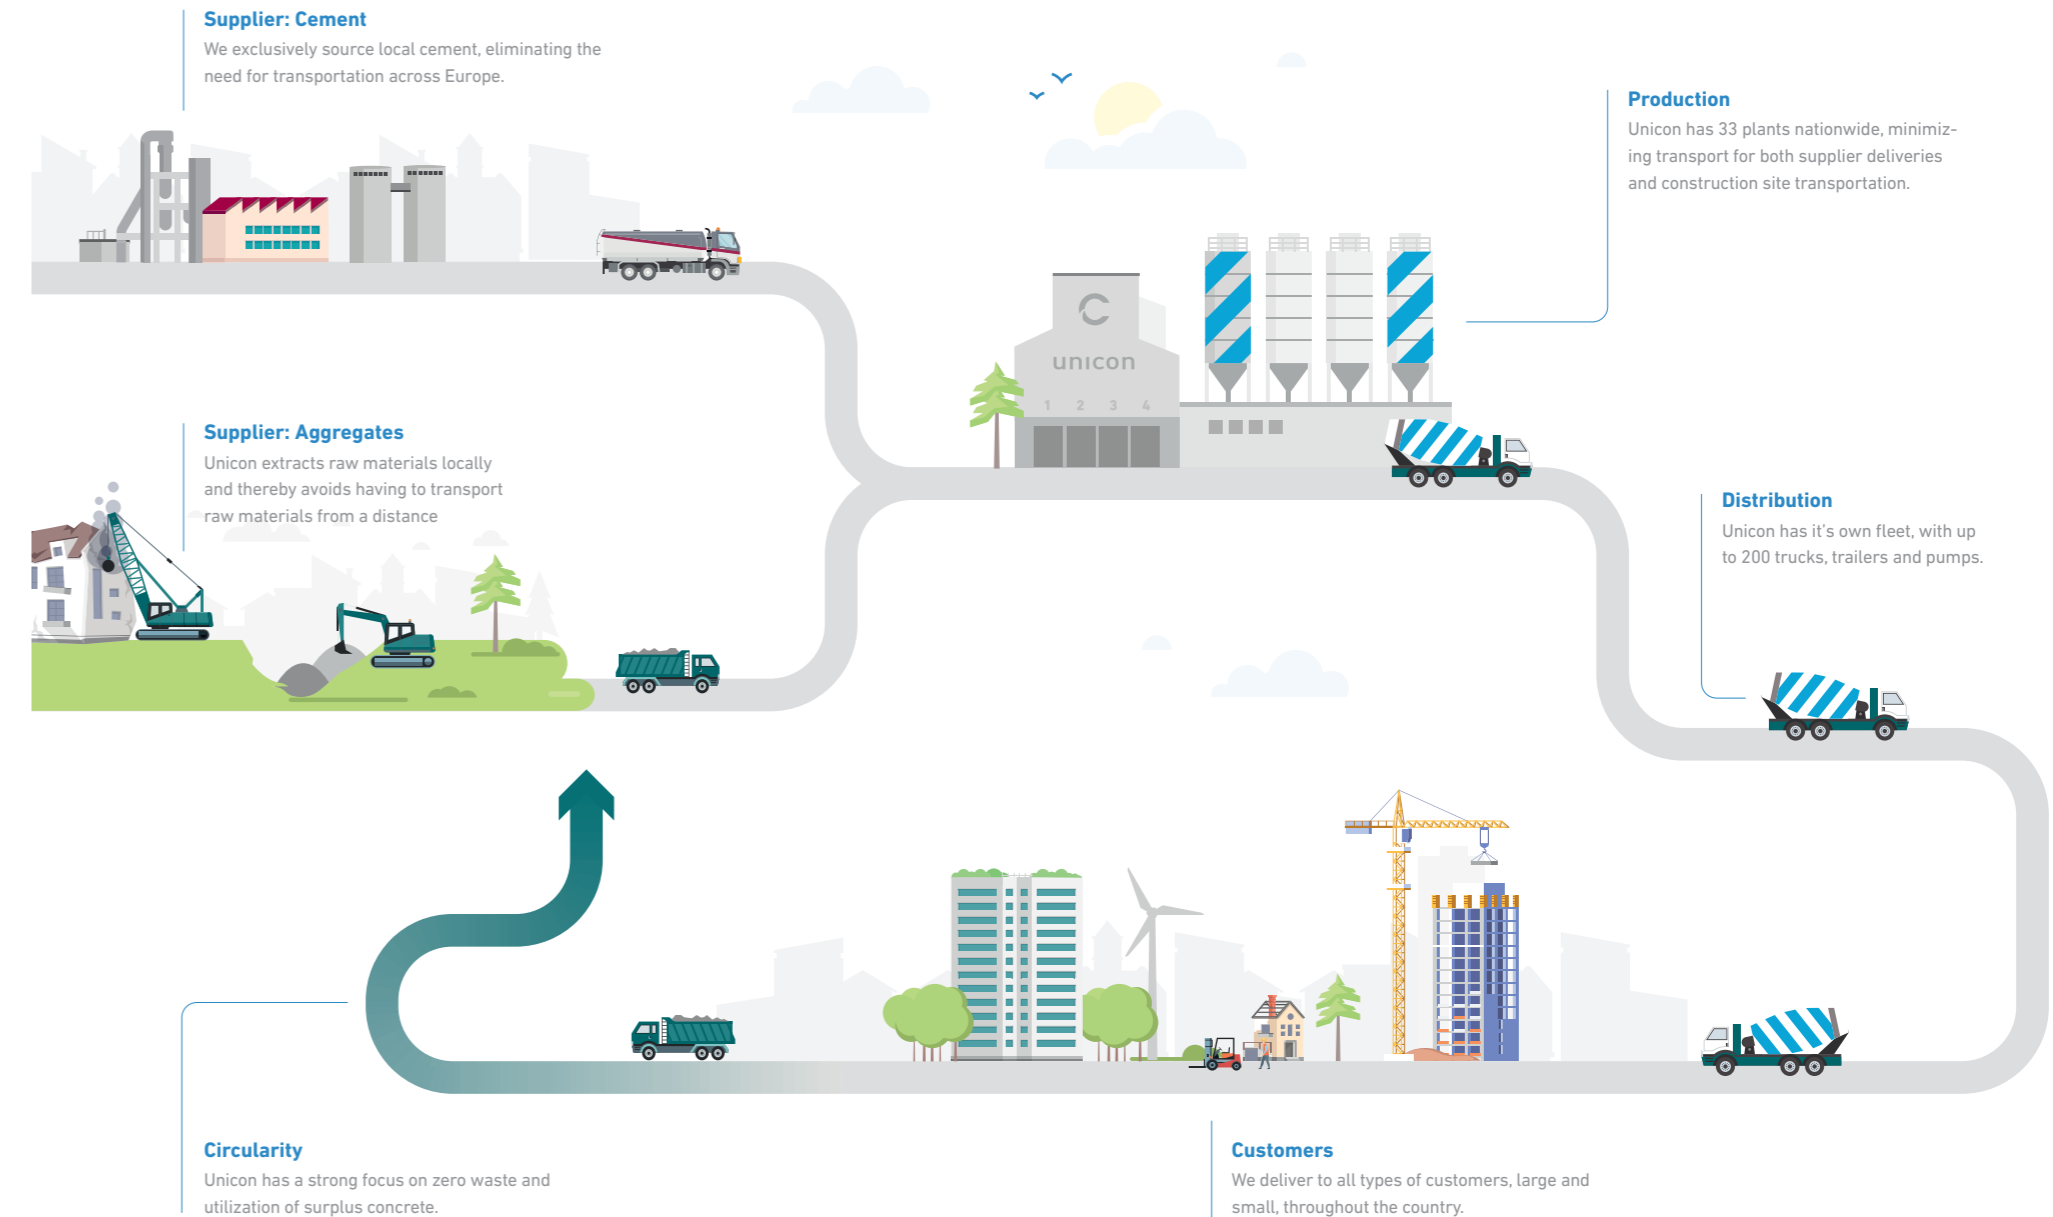 Supplier: Cement
We exclusively source local cement, eliminating the
need for transportation across Europe.
Production
Unicon has 33 plants nationwide, minimiz-
ing transport for both supplier deliveries
and construction site transportation.
unicon
1 2 3 4
Supplier: Aggregates
Unicon extracts raw materials locally
and thereby avoids having to transport
raw materials from a distance
Distribution
Unicon has it’s own fleet, with up
to 200 trucks, trailers and pumps.
Circularity
Unicon has a strong focus on zero waste and
utilization of surplus concrete.
Customers
We deliver to all types of customers, large and
small, throughout the country.